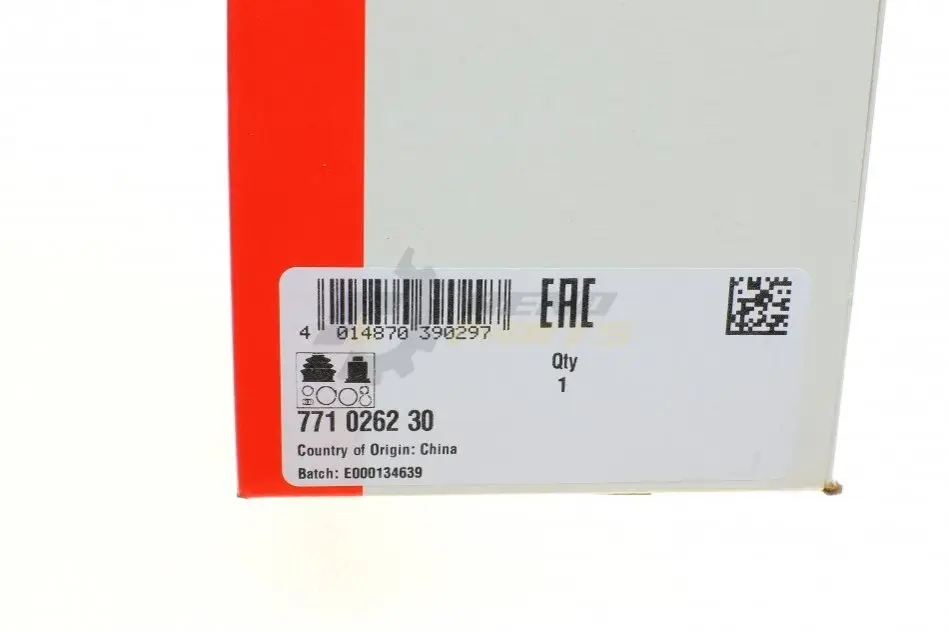 4 014870 390297
EAC
Qty
1
771 0262 30
Country of Origin: China
Batch: E000134639